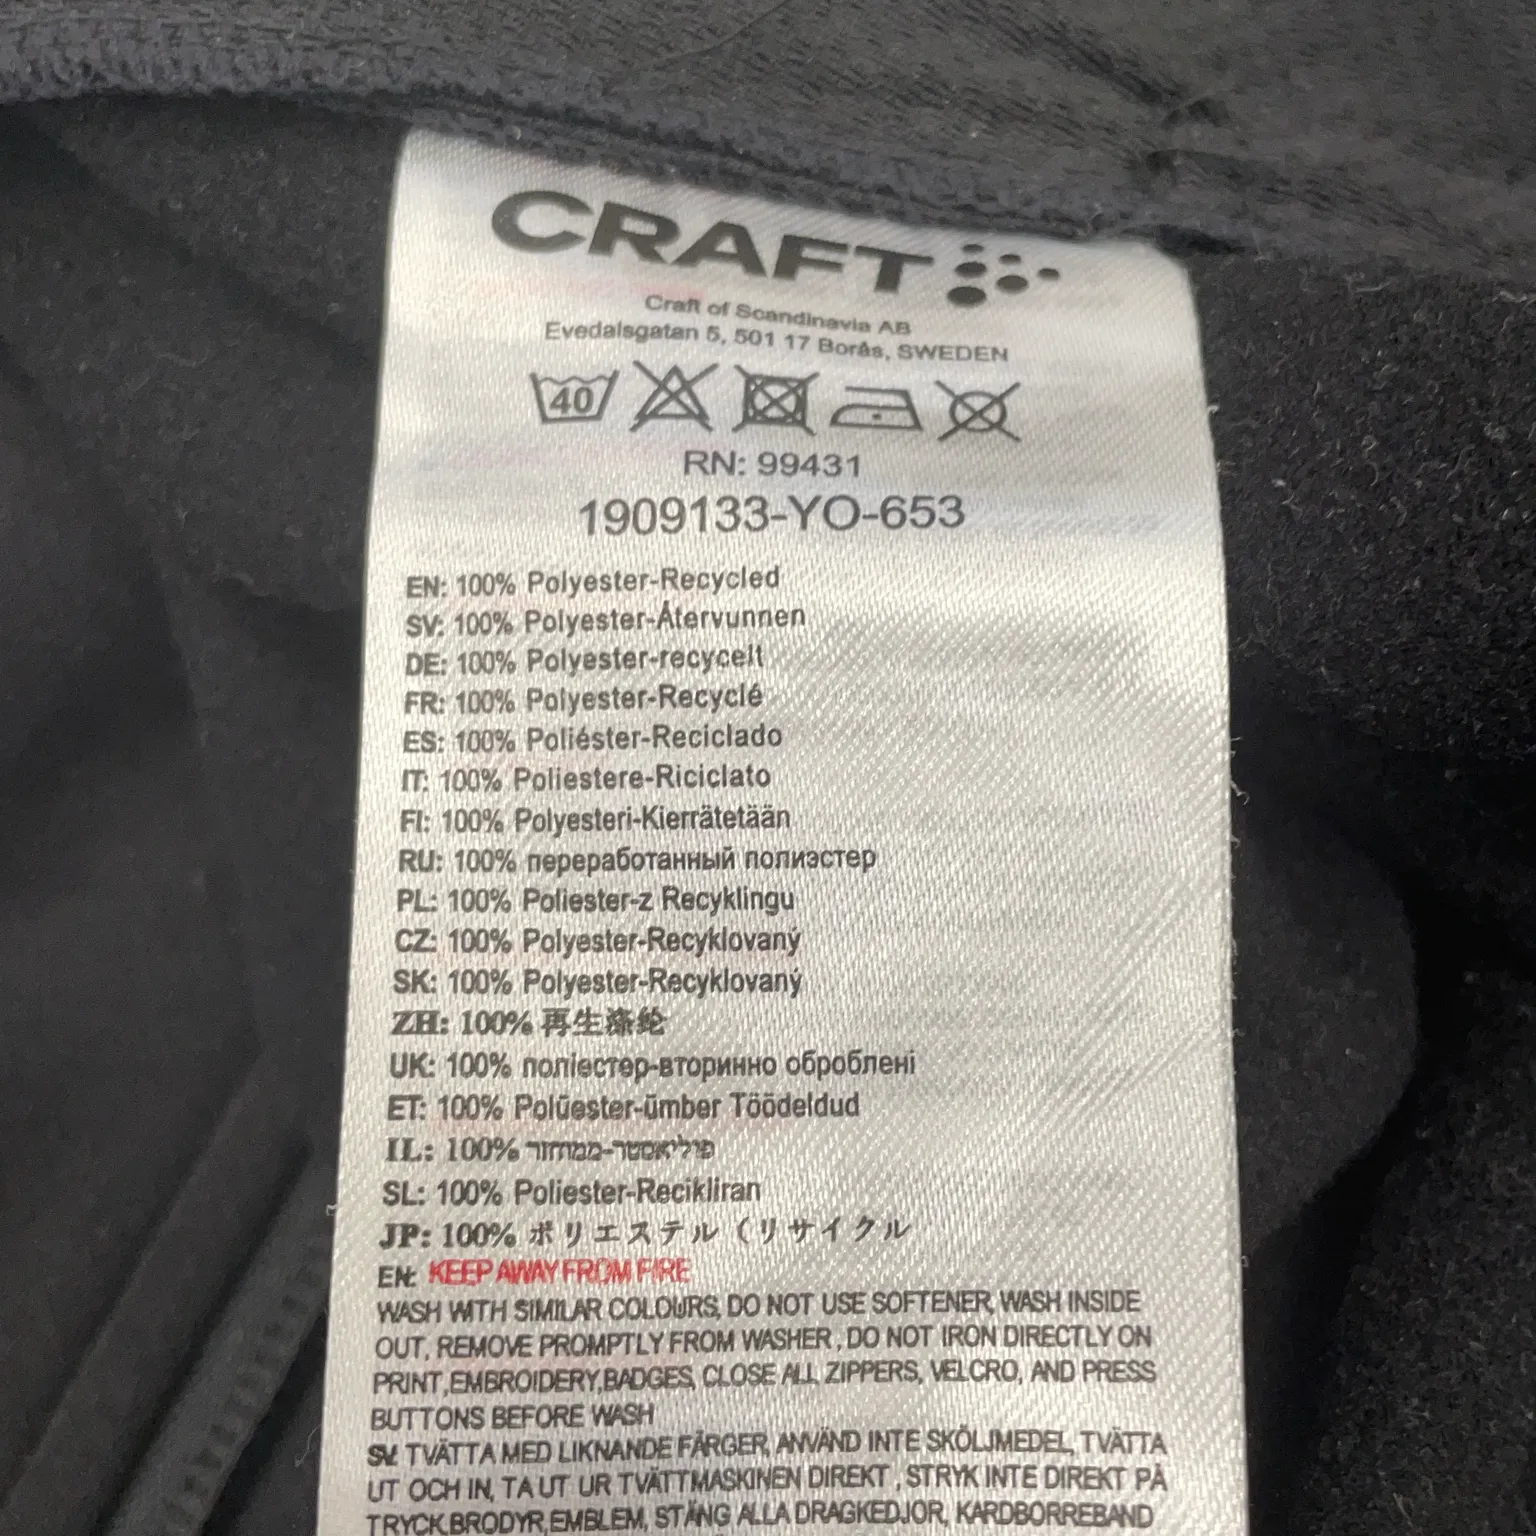 CRAFT
Craft of Scandinavia AB
Evedalsgatan 5, 501 17 Borås, SWEDEN
40
RN: 99431
1909133-YO-653
EN: 100% Polyester-Recycled
SV: 100% Polyester-Återvunnen
DE: 100% Polyester-recycelt
FR: 100% Polyester-Recyclé
ES: 100% Poliéster-Reciclado
IT: 100% Poliestere-Riciclato
FI: 100% Polyesteri-Kierrätetään
RU: 100% переработанный полиэстер
PL: 100% Poliester-z Recyklingu
CZ: 100% Polyester-Recyklovaný
SK: 100% Polyester-Recyklovaný
ZH: 100% 再生涤纶
UK: 100% поліестер-вторинно оброблені
ET: 100% Polüester-ümber Töödeldud
IL: 100% פוליאסטר-ממחזור
SL: 100% Poliester-Recikliran
JP: 100% ポリエステル（リサイクル
EN: KEEP AWAY FROM FIRE
WASH WITH SIMILAR COLOURS, DO NOT USE SOFTENER, WASH INSIDE
OUT, REMOVE PROMPTLY FROM WASHER , DO NOT IRON DIRECTLY ON
PRINT,EMBROIDERY,BADGES, CLOSE ALL ZIPPERS, VELCRO, AND PRESS
BUTTONS BEFORE WASH
SV: TVÄTTA MED LIKNANDE FÄRGER, ANVÄND INTE SKÖLJMEDEL, TVÄTTA
UT OCH IN, TA UT UR TVÄTTMASKINEN DIREKT , STRYK INTE DIREKT PÅ
TRYCK,BRODYR,EMBLEM, STÄNG ALLA DRAGKEDJOR, KARDBORREBAND